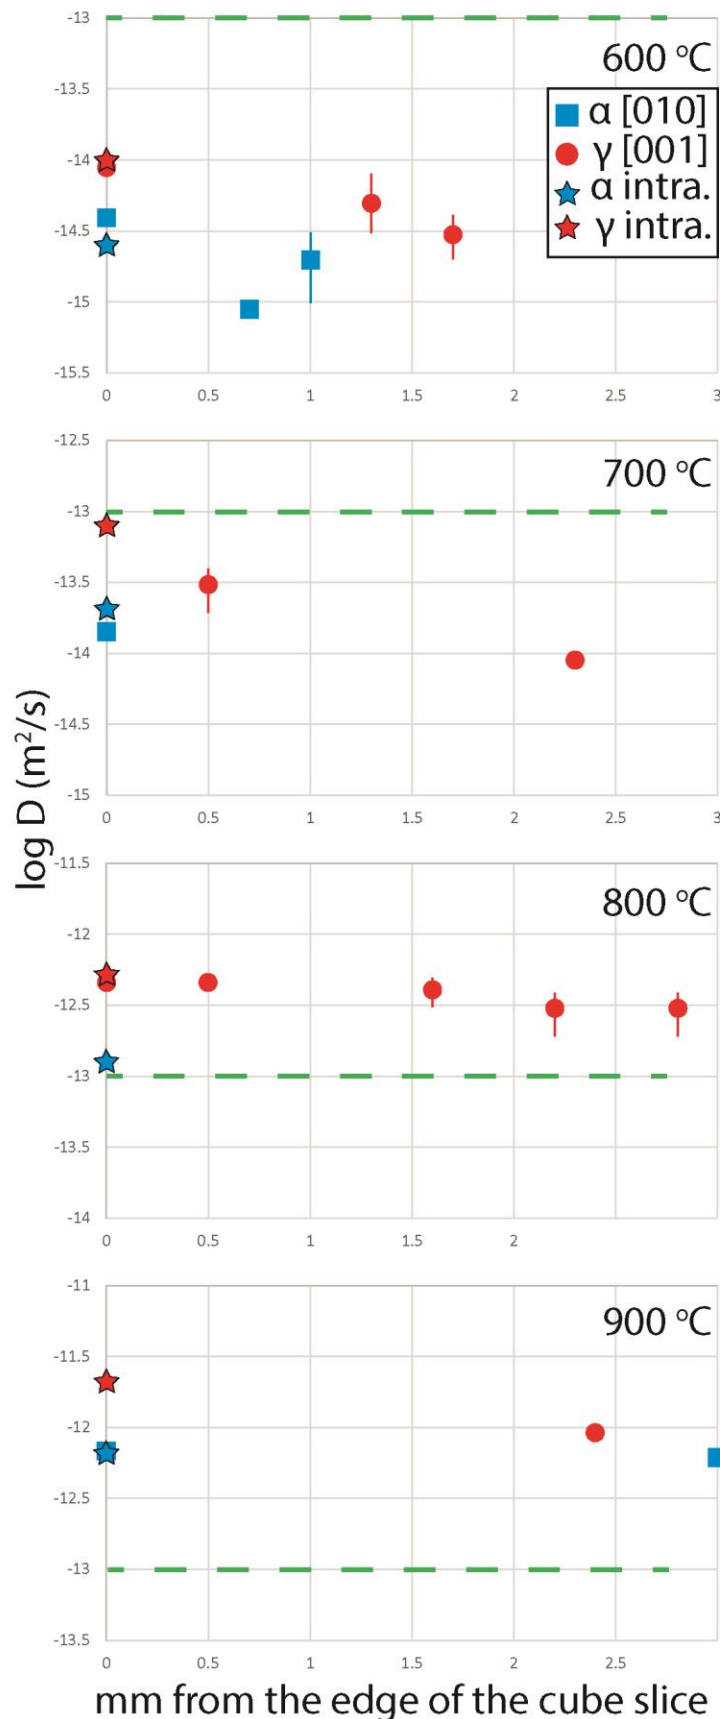 -13
600 °C
-13.5
α [010]
γ [001]
-14
α intra.
γ intra.
-14.5
-15
-15.5
0 0.5 1 1.5 2 2.5 3
-12.5
700 °C
-13
-13.5
-14
-14.5
-15
0 0.5 1 1.5 2 2.5 3
log D (m²/s)
-11.5
800 °C
-12
-12.5
-13
-13.5
-14
0 0.5 1 1.5 2
-11
900 °C
-11.5
-12
-12.5
-13
-13.5
0 0.5 1 1.5 2 2.5
mm from the edge of the cube slice